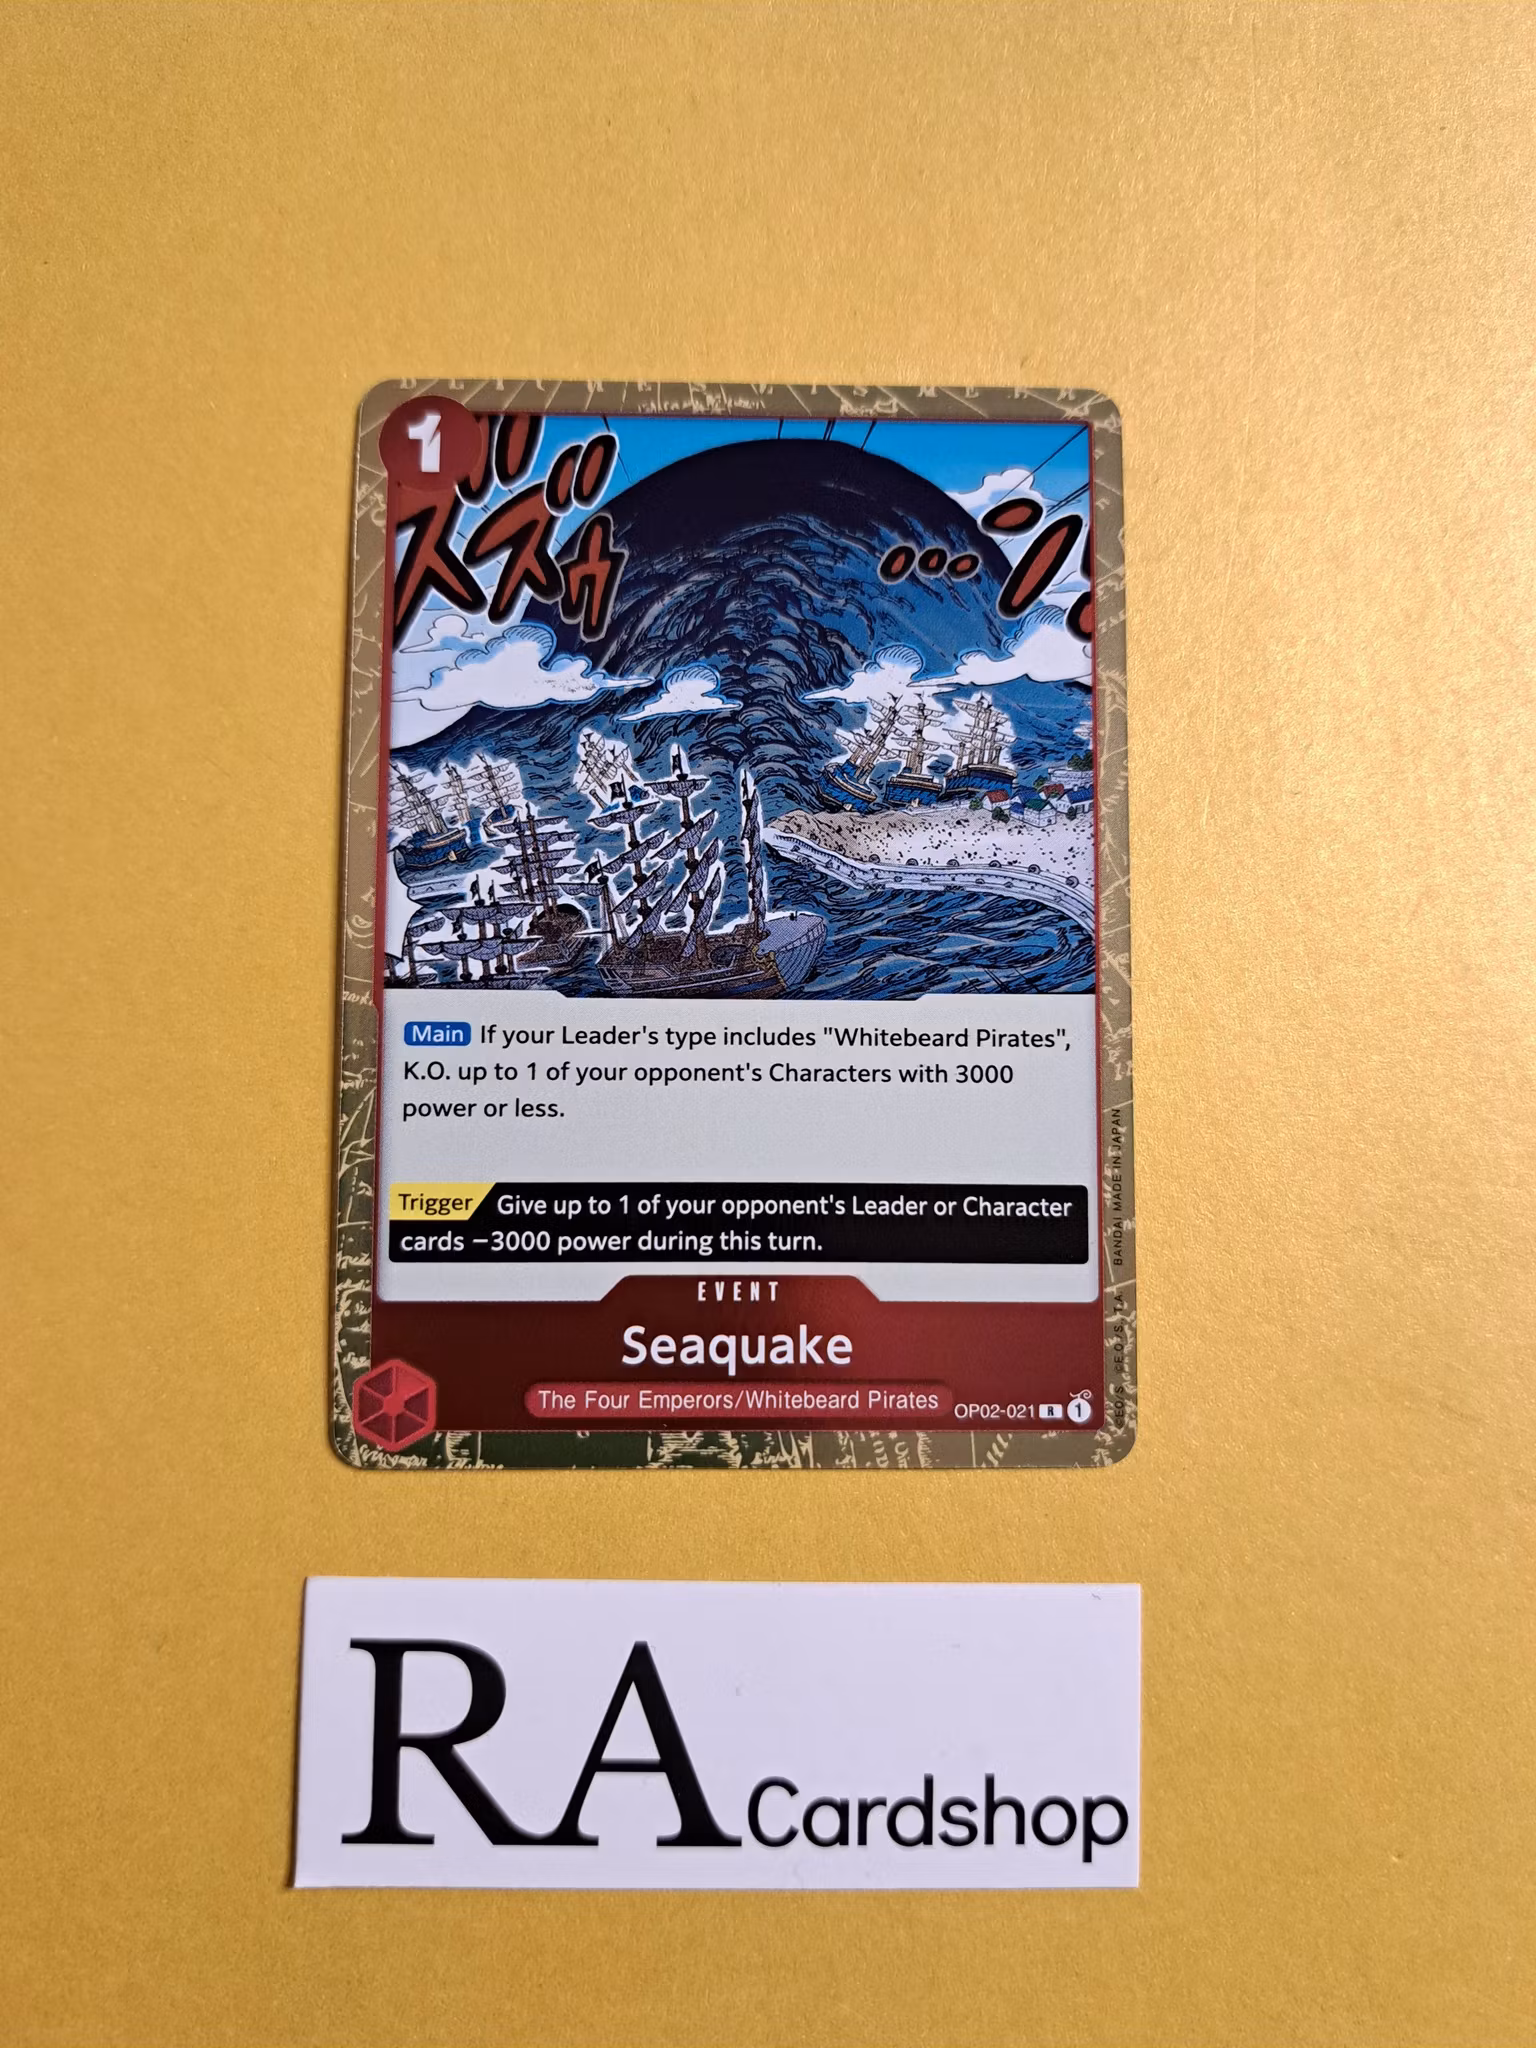 1
ズズゥ
Main If your Leader's type includes "Whitebeard Pirates",
K.O. up to 1 of your opponent's Characters with 3000
power or less.
Trigger Give up to 1 of your opponent's Leader or Character
cards −3000 power during this turn.
EVENT
Seaquake
The Four Emperors/Whitebeard Pirates
OP02-021 R 1
BANDAI MADE IN JAPAN
RA Cardshop